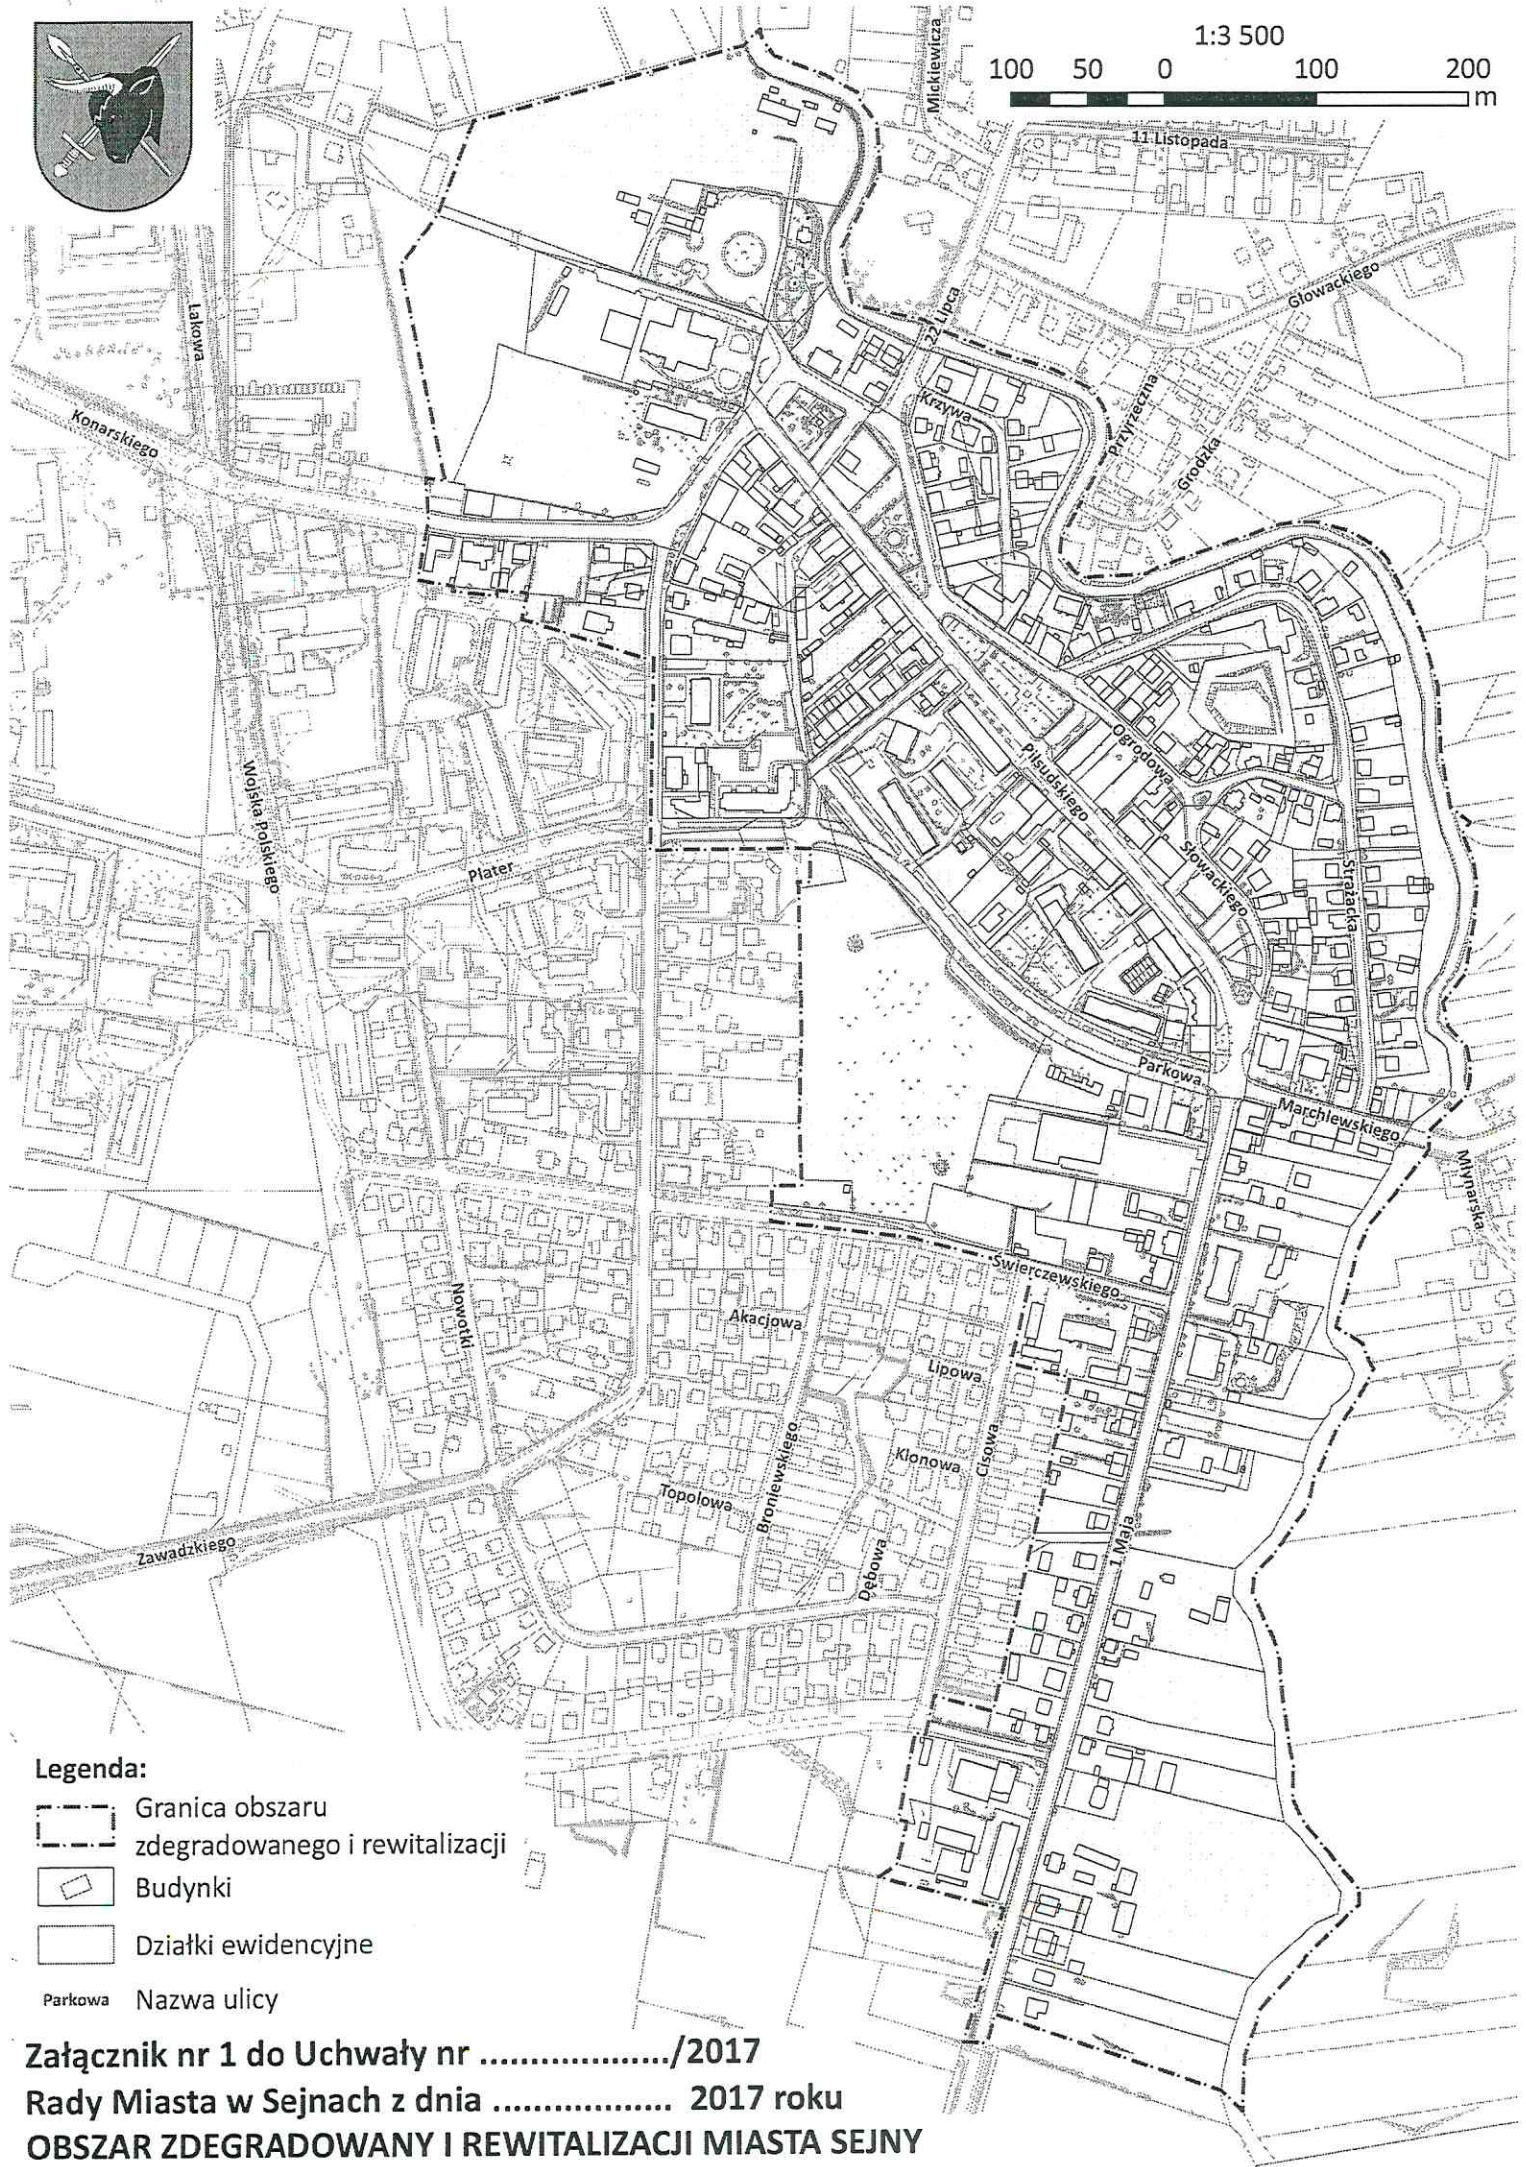 1:3 500
100 50 0 100 200
m
Mickiewicza
11 Listopada
Głowackiego
22 Lipca
Łąkowa
Konarskiego
Krzywa
Przyrzeczna
Grodzka
Wojska Polskiego
Piłsudskiego
Ogrodowa
Słowackiego
Strażacka
Plater
Parkowa
Marchlewskiego
Młynarska
Świerczewskiego
Nowotki
Akacjowa
Lipowa
Klonowa
Cisowa
Topolowa
Broniewskiego
Dębowa
1 Maja
Zawadzkiego
Legenda:
Granica obszaru
zdegradowanego i rewitalizacji
Budynki
Działki ewidencyjne
Parkowa Nazwa ulicy
Załącznik nr 1 do Uchwały nr ...................../2017
Rady Miasta w Sejnach z dnia .................. 2017 roku
OBSZAR ZDEGRADOWANY I REWITALIZACJI MIASTA SEJNY